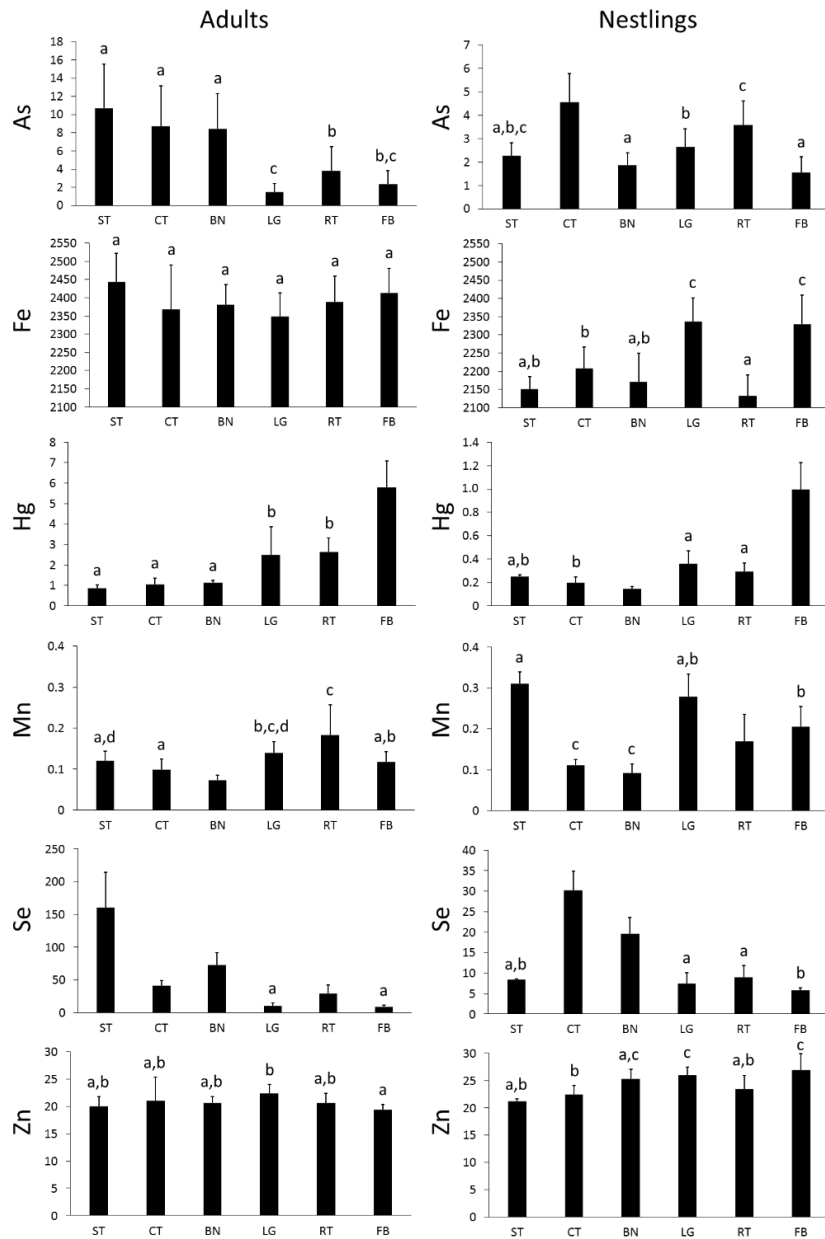 Adults Nestlings
As
18
16
14
12
10
8
6
4
2
0
a a a c b b,c
ST CT BN LG RT FB
As
7
6
5
4
3
2
1
0
a,b,c a b c a
ST CT BN LG RT FB
Fe
2550
2500
2450
2400
2350
2300
2250
2200
2150
2100
a a a a a a
ST CT BN LG RT FB
Fe
2550
2500
2450
2400
2350
2300
2250
2200
2150
2100
a,b b a,b c a c
ST CT BN LG RT FB
Hg
8
7
6
5
4
3
2
1
0
a a a b b
ST CT BN LG RT FB
Hg
1.4
1.2
1.0
0.8
0.6
0.4
0.2
0
a,b b a a
ST CT BN LG RT FB
Mn
0.4
0.3
0.2
0.1
0
a,d a b,c,d c a,b
ST CT BN LG RT FB
Mn
0.4
0.3
0.2
0.1
0
a c c a,b b
ST CT BN LG RT FB
Se
250
200
150
100
50
0
a a
ST CT BN LG RT FB
Se
40
35
30
25
20
15
10
5
0
a,b a a b
ST CT BN LG RT FB
Zn
30
25
20
15
10
5
0
a,b a,b a,b b a,b a
ST CT BN LG RT FB
Zn
30
25
20
15
10
5
0
a,b b a,c c a,b c
ST CT BN LG RT FB